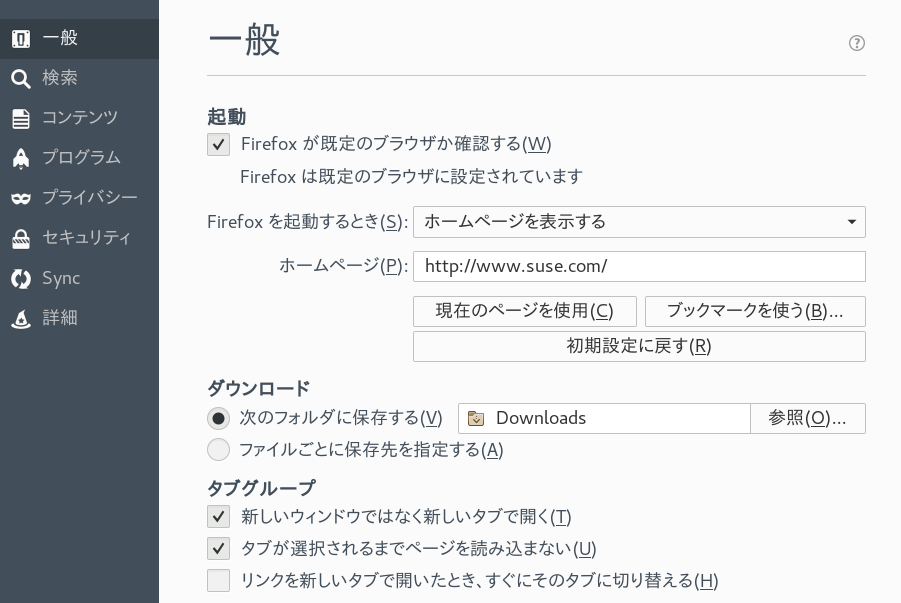 一般
検索
コンテンツ
プログラム
プライバシー
セキュリティ
Sync
詳細
一般
起動
Firefox が既定のブラウザか確認する(W)
Firefox は既定のブラウザに設定されています
Firefox を起動するとき(S): ホームページを表示する
ホームページ(P): http://www.suse.com/
現在のページを使用(C) ブックマークを使う(B)...
初期設定に戻す(R)
ダウンロード
次のフォルダに保存する(V) Downloads 参照(O)...
ファイルごとに保存先を指定する(A)
タブグループ
新しいウィンドウではなく新しいタブで開く(T)
タブが選択されるまでページを読み込まない(U)
リンクを新しいタブで開いたとき、すぐにそのタブに切り替える(H)